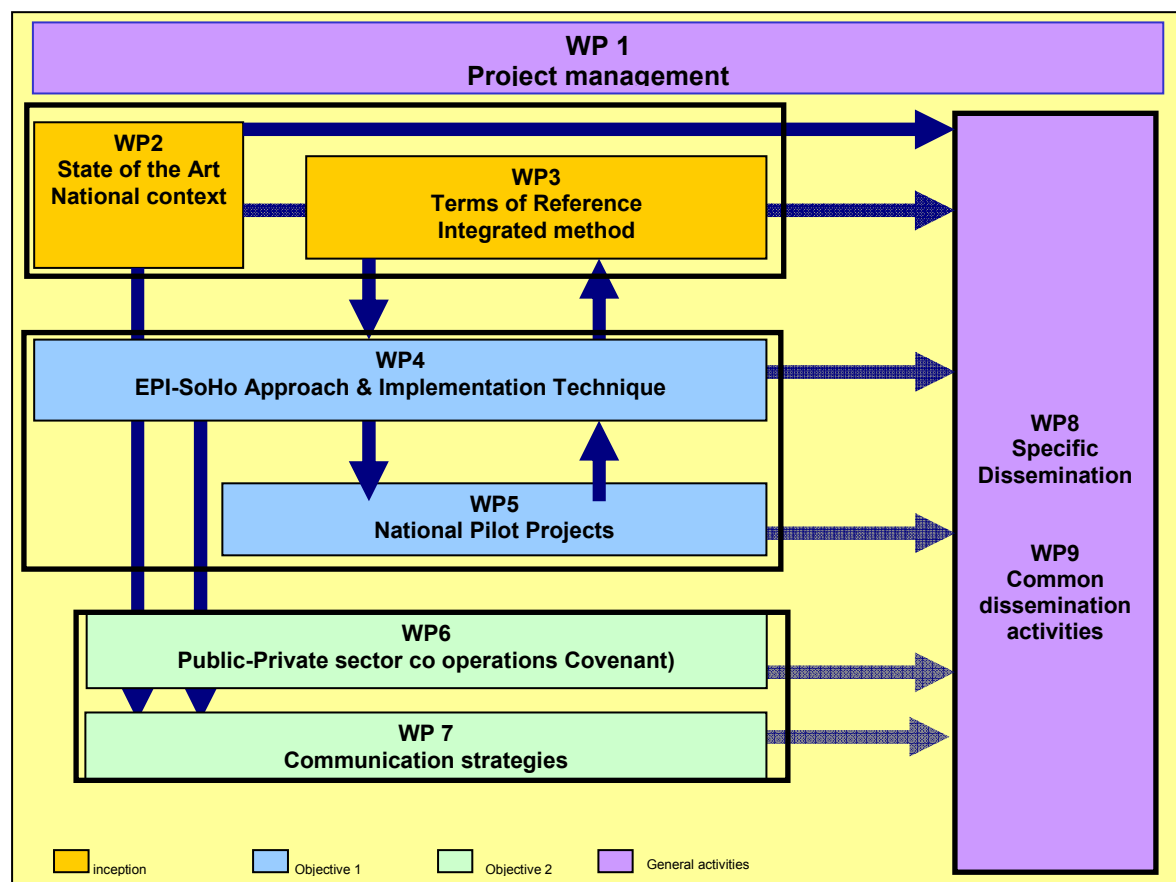 WP 1
Project management
WP2
State of the Art
National context
WP3
Terms of Reference
Integrated method
WP4
EPI-SoHo Approach & Implementation Technique
WP5
National Pilot Projects
WP6
Public-Private sector co operations Covenant)
WP 7
Communication strategies
WP8
Specific
Dissemination
WP9
Common
dissemination
activities
inception
Objective 1
Objective 2
General activities